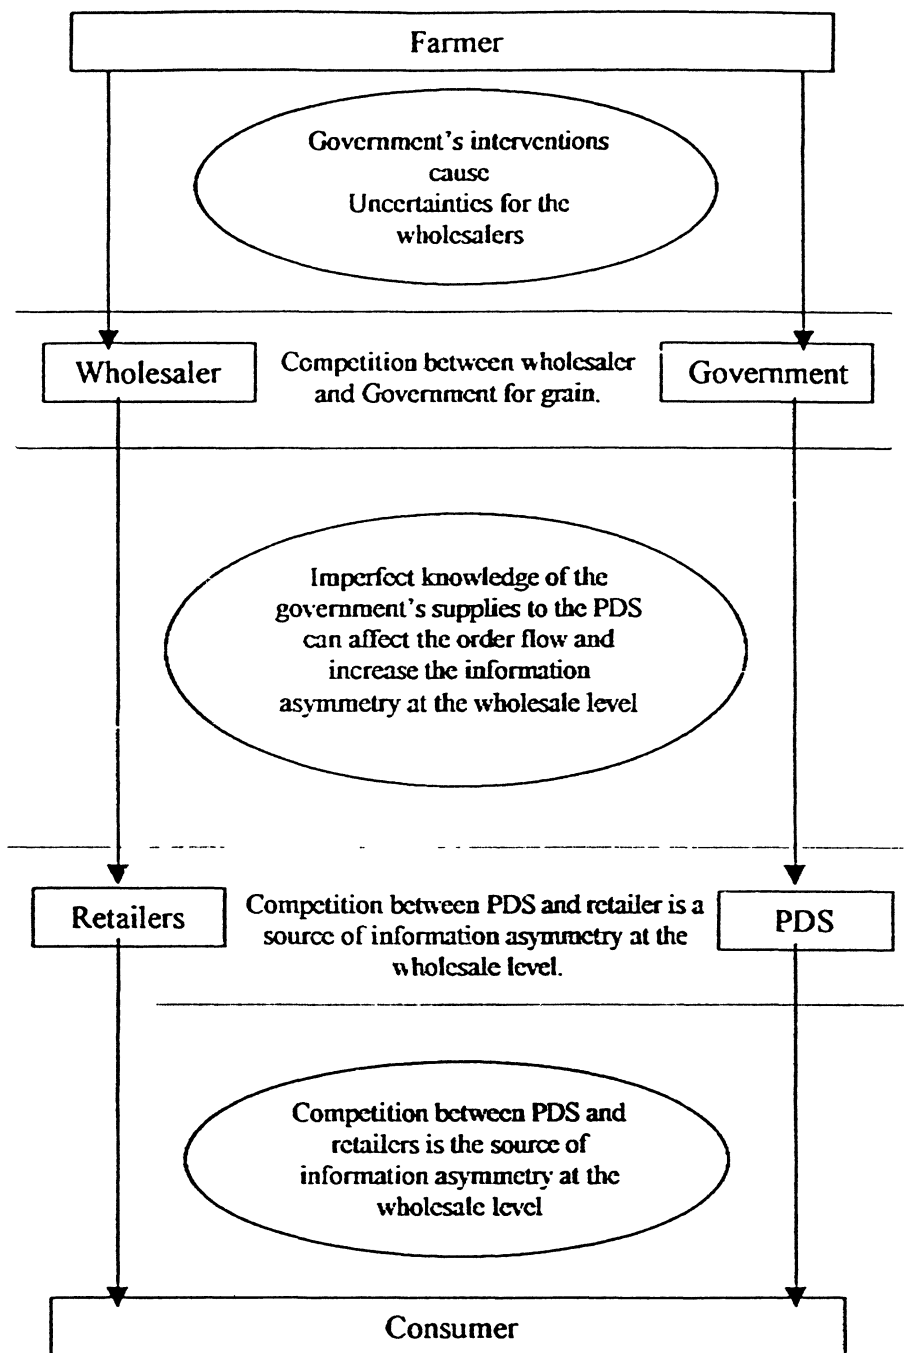 Farmer
Government's interventions
cause
Uncertainties for the
wholesalers
Wholesaler
Competition between wholesaler
and Government for grain.
Government
Imperfect knowledge of the
government's supplies to the PDS
can affect the order flow and
increase the information
asymmetry at the wholesale level
Retailers
Competition between PDS and retailer is a
source of information asymmetry at the
wholesale level.
PDS
Competition between PDS and
retailers is the source of
information asymmetry at the
wholesale level
Consumer